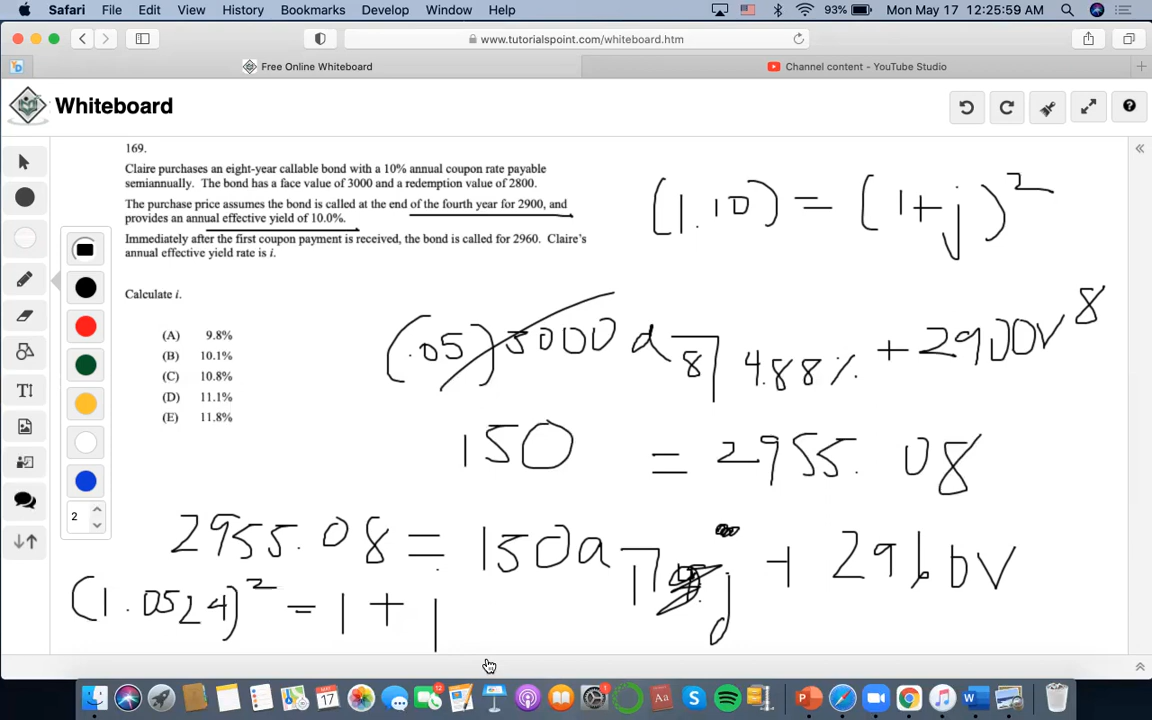 Safari File Edit View History Bookmarks Develop Window Help 93% Mon May 17 12:25:59 AM
www.tutorialspoint.com/whiteboard.htm
Free Online Whiteboard Channel content - YouTube Studio
Whiteboard
169.
Claire purchases an eight-year callable bond with a 10% annual coupon rate payable
semiannually. The bond has a face value of 3000 and a redemption value of 2800.
The purchase price assumes the bond is called at the end of the fourth year for 2900, and
provides an annual effective yield of 10.0%.
Immediately after the first coupon payment is received, the bond is called for 2960. Claire's
annual effective yield rate is i.
Calculate i.
(A) 9.8%
(B) 10.1%
(C) 10.8%
(D) 11.1%
(E) 11.8%
2
(1.10) = (1+j)^2
(.05)3000 a 8 4.88% + 2900v^8
150 = 2955.08
2955.08 = 150a 1 j + 2960v
(1.0524)^2 = 1 +
17
12